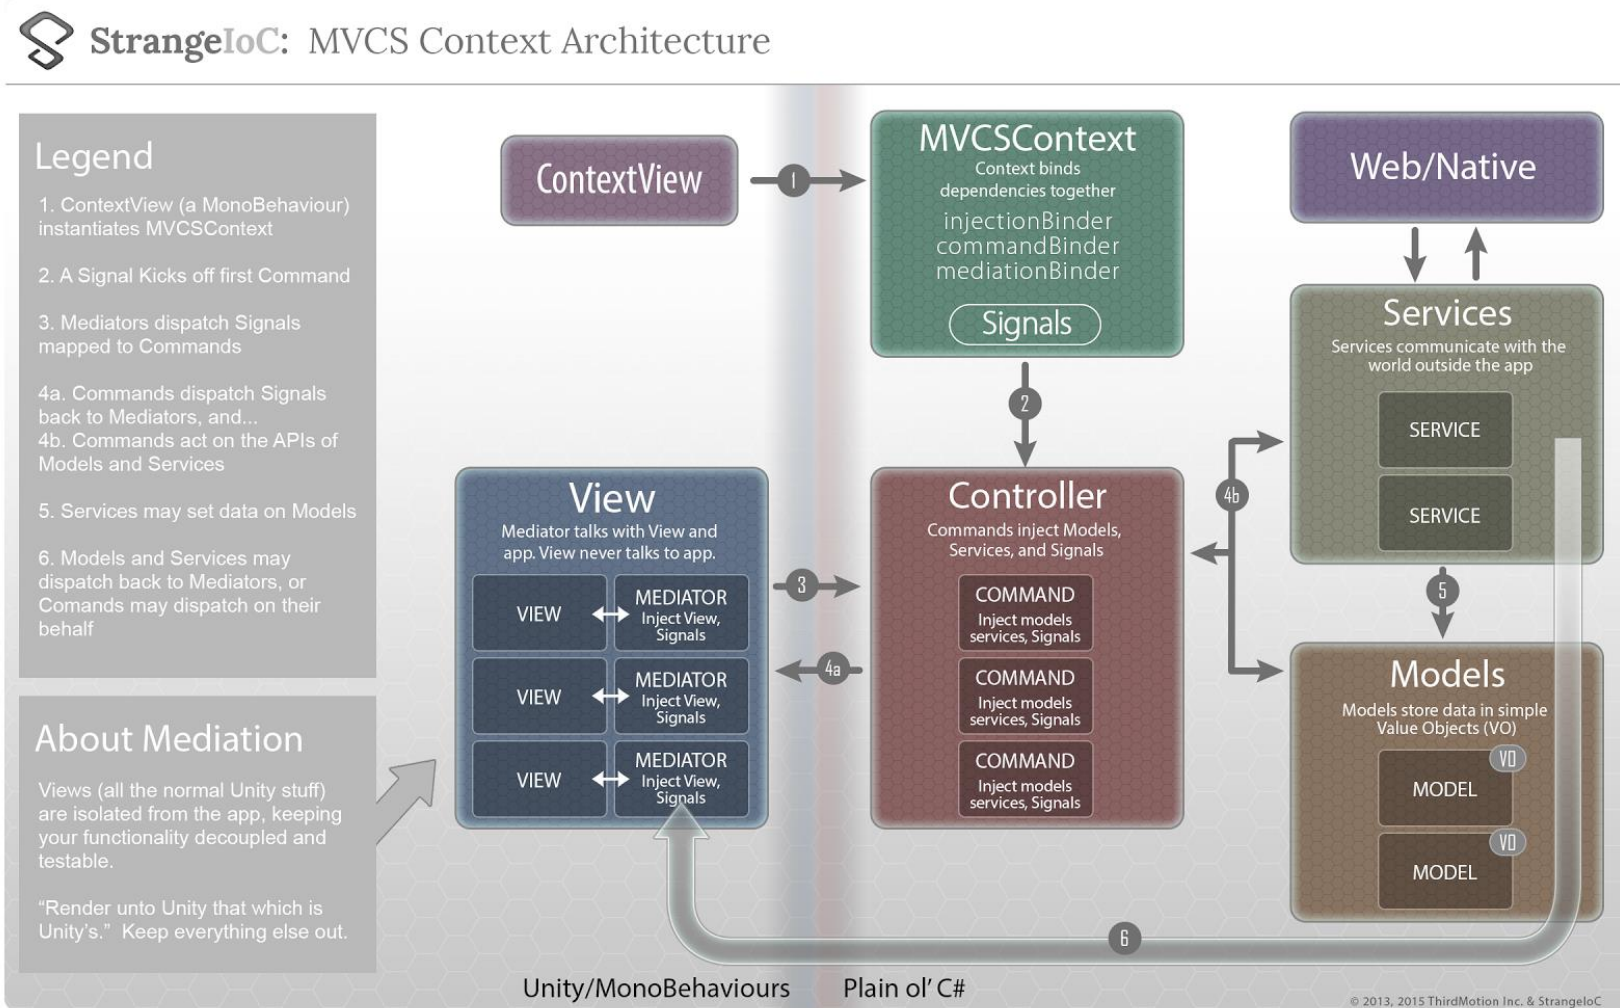 StrangeIoC: MVCS Context Architecture
Legend
1. ContextView (a MonoBehaviour)
instantiates MVCSContext
2. A Signal Kicks off first Command
3. Mediators dispatch Signals
mapped to Commands
4a. Commands dispatch Signals
back to Mediators, and...
4b. Commands act on the APIs of
Models and Services
5. Services may set data on Models
6. Models and Services may
dispatch back to Mediators, or
Comands may dispatch on their
behalf
About Mediation
Views (all the normal Unity stuff)
are isolated from the app, keeping
your functionality decoupled and
testable.
“Render unto Unity that which is
Unity’s.” Keep everything else out.
ContextView
1
MVCSContext
Context binds
dependencies together
injectionBinder
commandBinder
mediationBinder
Signals
2
Web/Native
Services
Services communicate with the
world outside the app
SERVICE
SERVICE
View
Mediator talks with View and
app. View never talks to app.
VIEW
MEDIATOR
Inject View,
Signals
VIEW
MEDIATOR
Inject View,
Signals
VIEW
MEDIATOR
Inject View,
Signals
3
4a
Controller
Commands inject Models,
Services, and Signals
COMMAND
Inject models
services, Signals
COMMAND
Inject models
services, Signals
COMMAND
Inject models
services, Signals
4b
5
Models
Models store data in simple
Value Objects (VO)
VO
MODEL
VO
MODEL
6
Unity/MonoBehaviours
Plain ol’ C#
© 2013, 2015 ThirdMotion Inc. & StrangeIoC